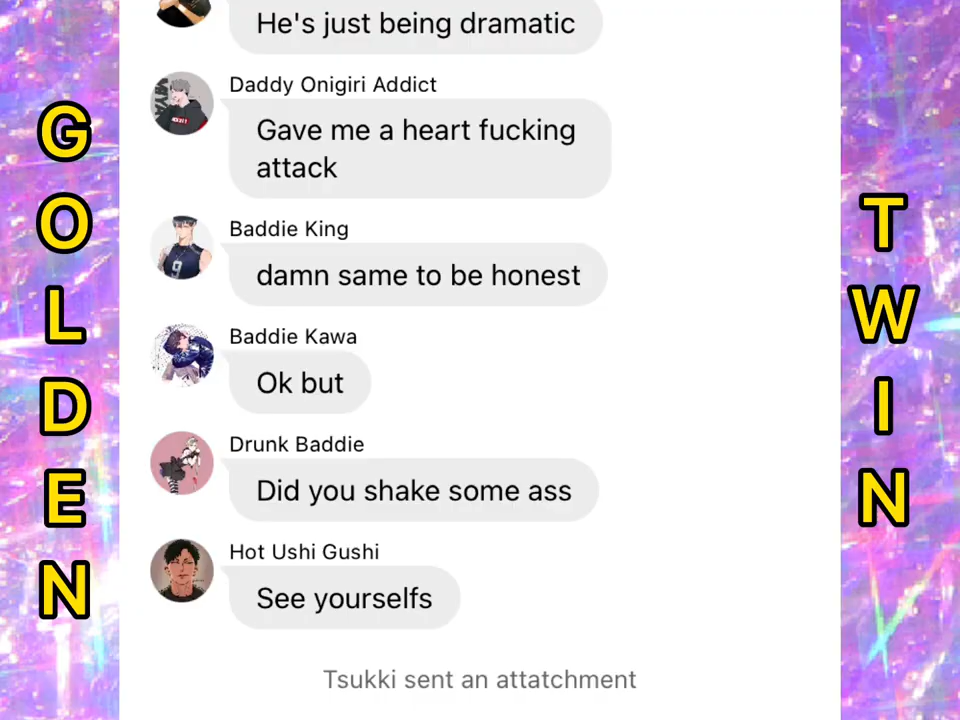 GOLDEN
He's just being dramatic
Daddy Onigiri Addict
Gave me a heart fucking
attack
Baddie King
damn same to be honest
Baddie Kawa
Ok but
Drunk Baddie
Did you shake some ass
Hot Ushi Gushi
See yourselfs
Tsukki sent an attatchment
TWIN